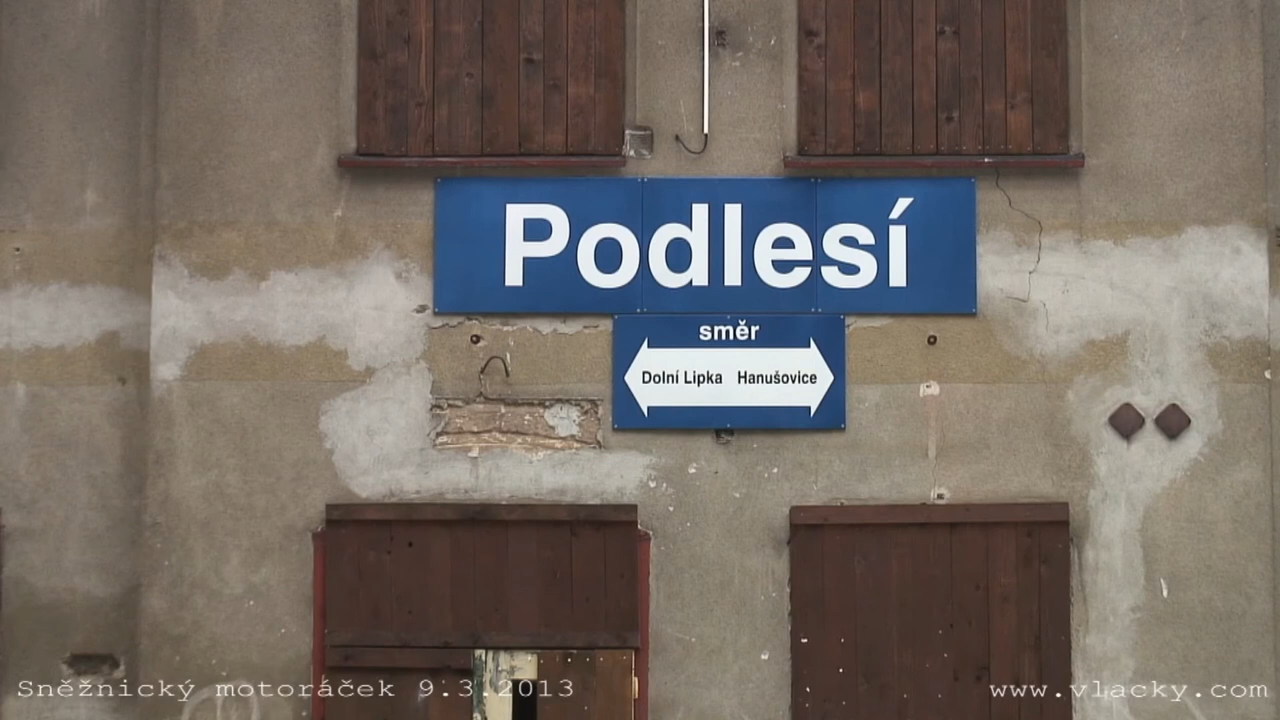 Podlesí
směr
Dolní Lipka Hanušovice
Sněžnický motoráček 9.3.2013
www.vlacky.com